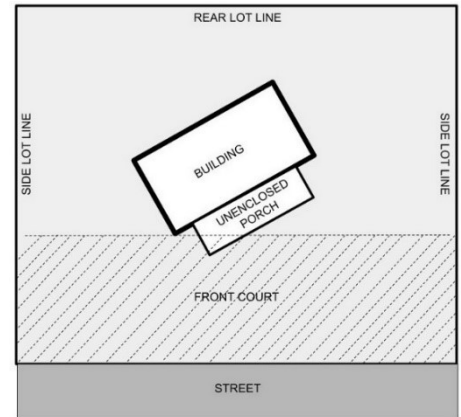 REAR LOT LINE
SIDE LOT LINE
SIDE LOT LINE
BUILDING
UNENCLOSED
PORCH
FRONT COURT
STREET